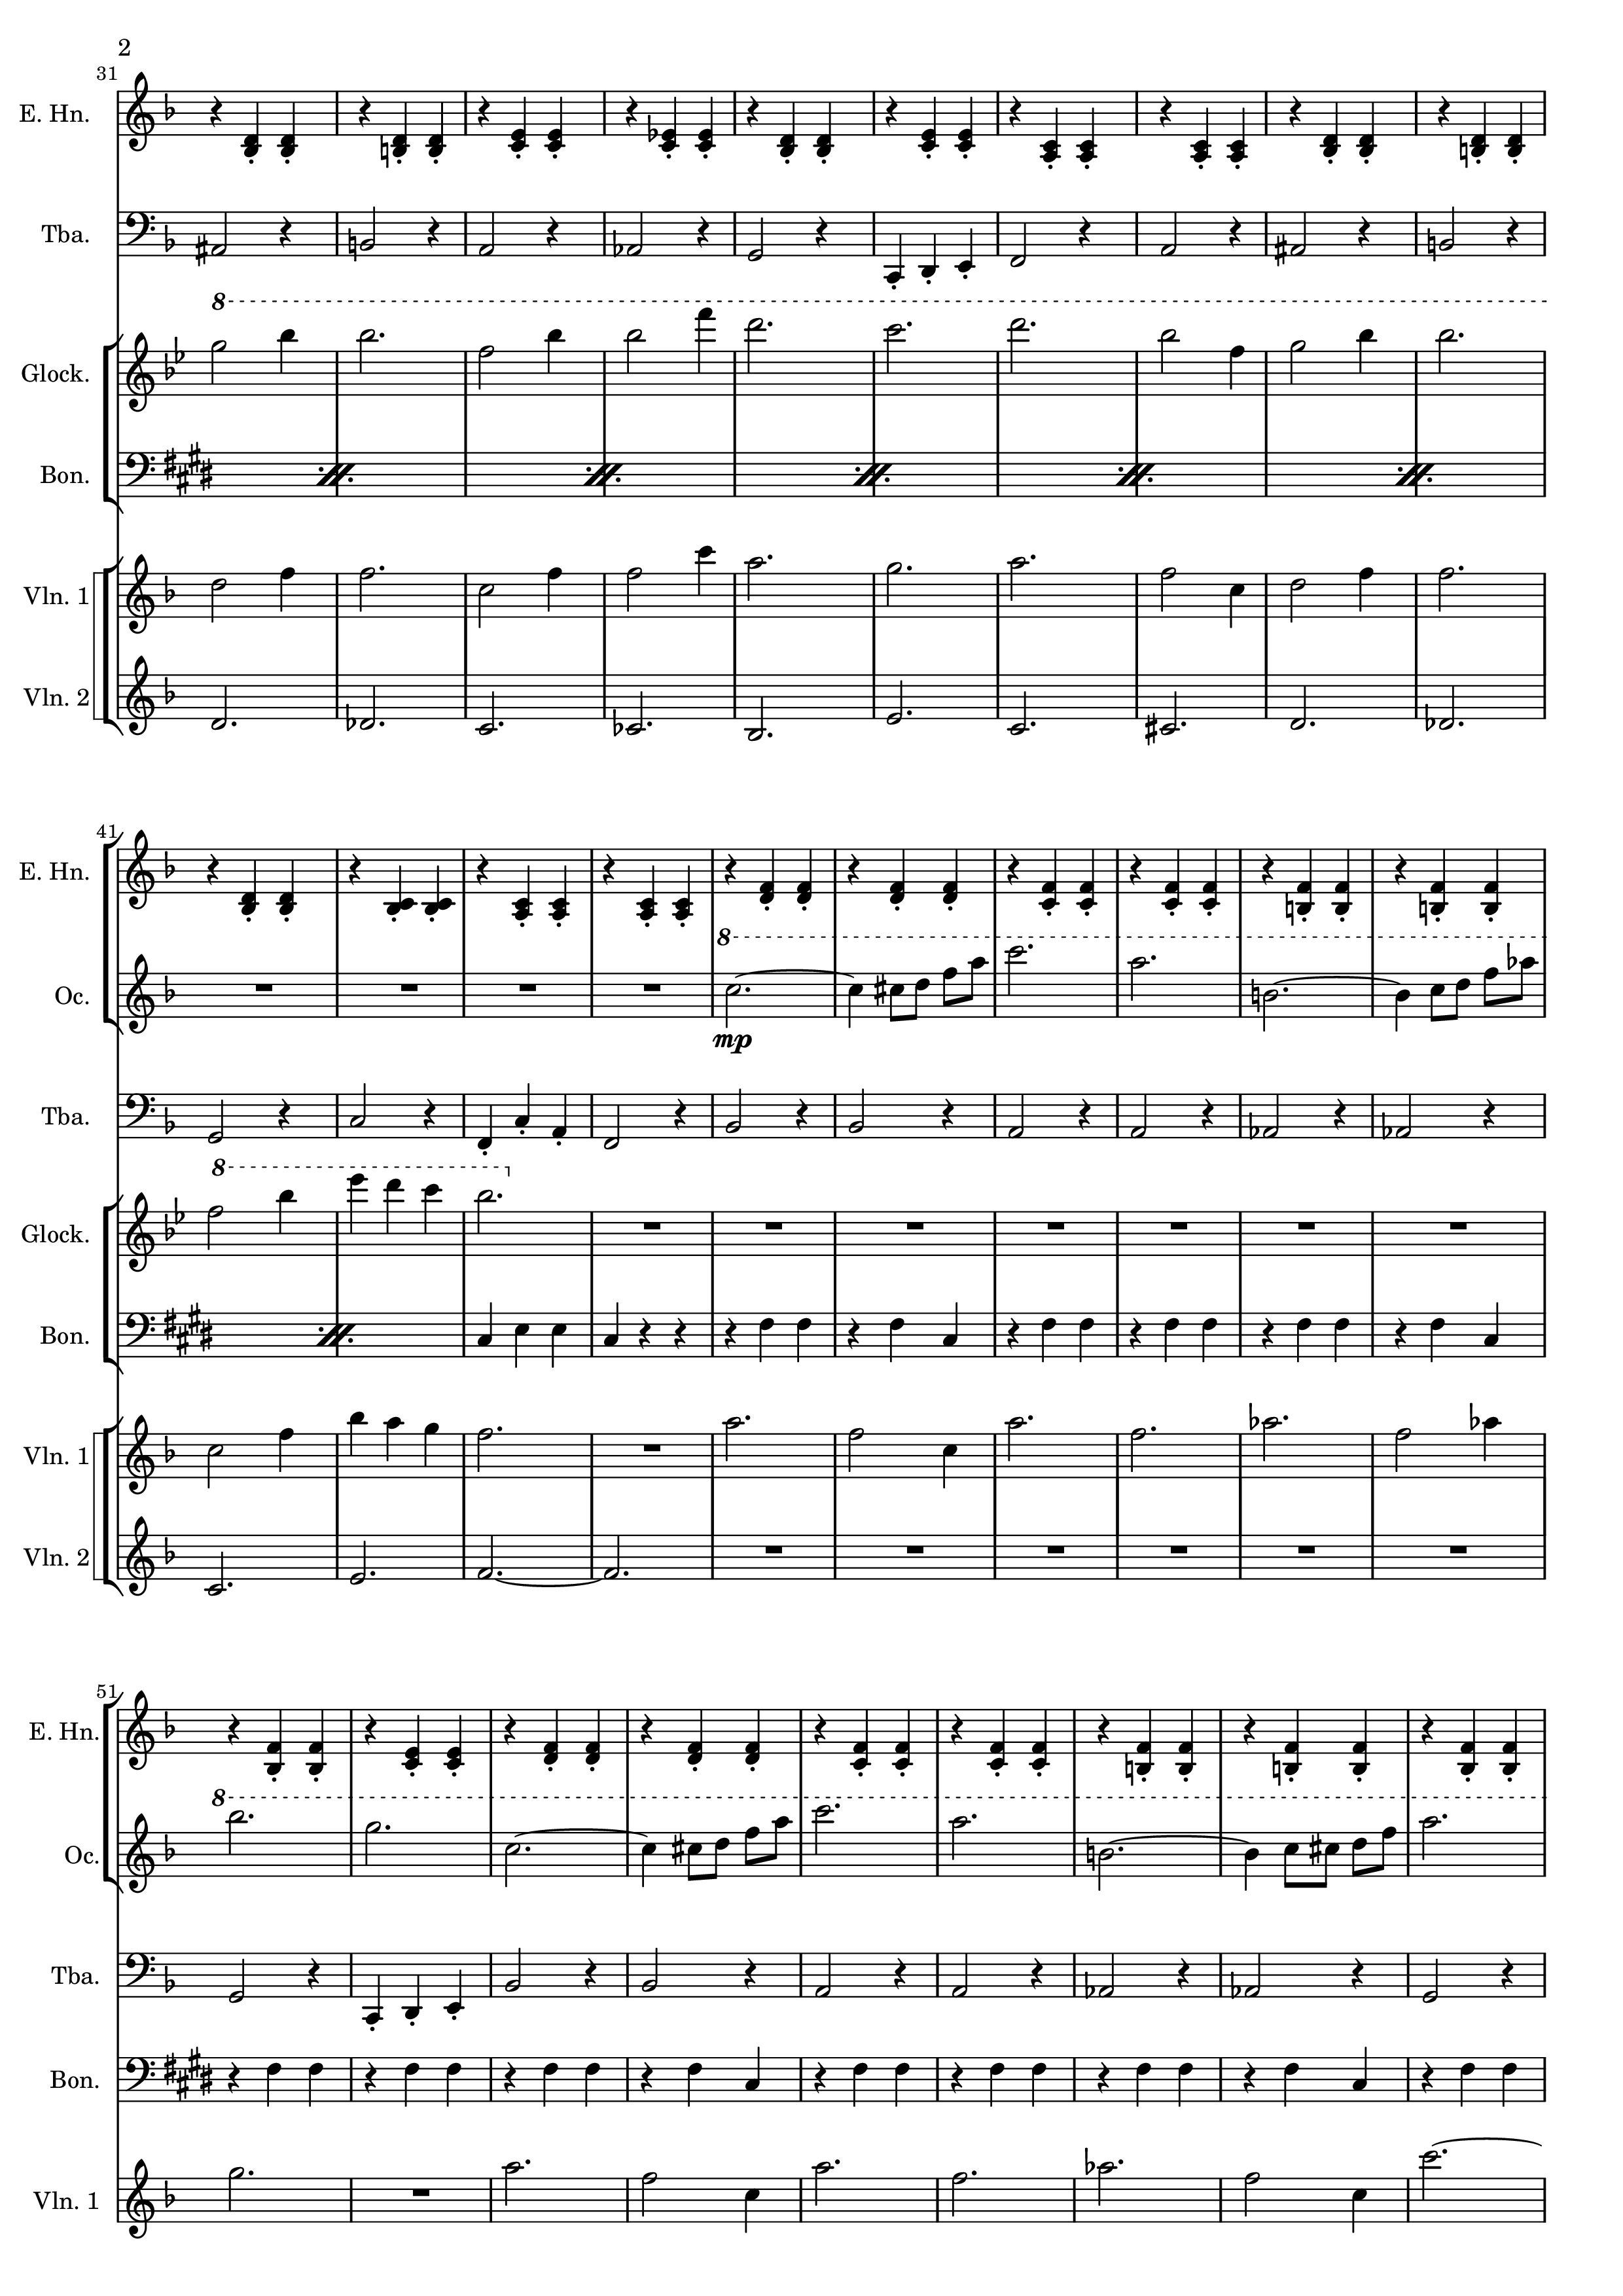 2
31
E. Hn.
Tba.
8
Glock.
Bon.
Vln. 1
Vln. 2
41
E. Hn.
8
Oc.
mp
Tba.
8
Glock.
Bon.
Vln. 1
Vln. 2
51
E. Hn.
8
Oc.
Tba.
Bon.
Vln. 1